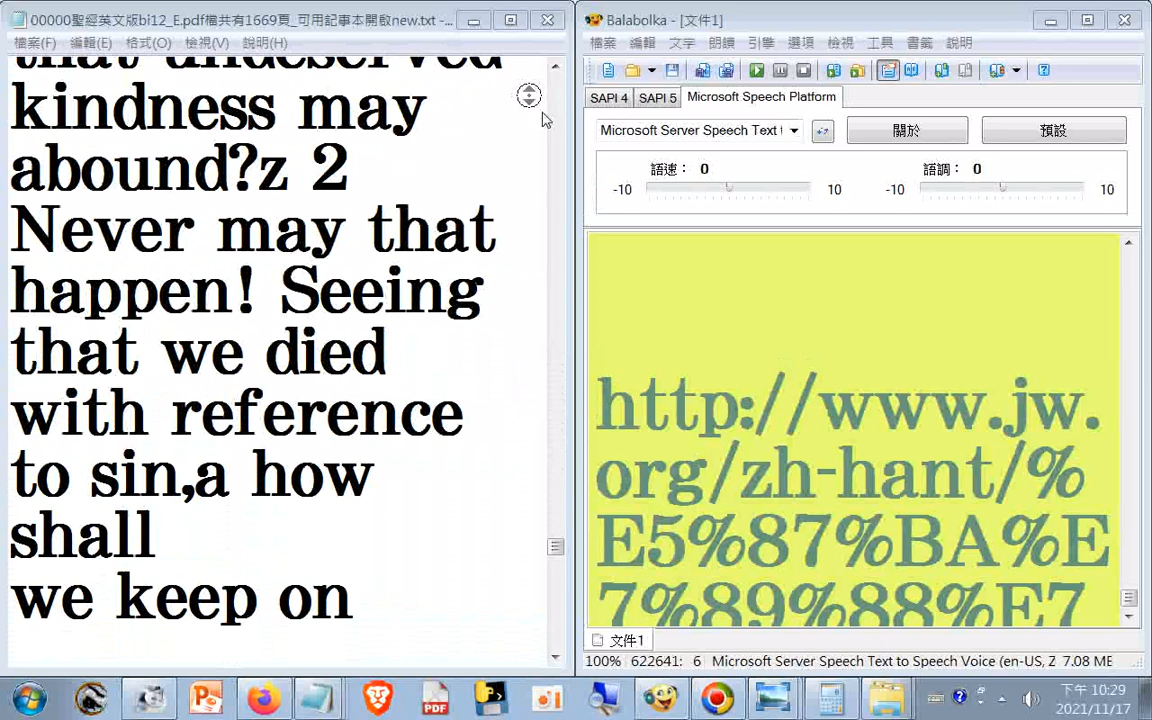 00000聖經英文版bi12_E.pdf檔共有1669頁_可用記事本開啟new.txt -...
檔案(F) 編輯(E) 格式(O) 檢視(V) 說明(H)
that undeserved
kindness may
abound?z 2
Never may that
happen! Seeing
that we died
with reference
to sin,a how
shall
we keep on
Balabolka - [文件1]
檔案 編輯 文字 朗讀 引擎 選項 檢視 工具 書籤 說明
SAPI 4 SAPI 5 Microsoft Speech Platform
Microsoft Server Speech Text t 關於 預設
語速： 0 語調： 0
-10 10 -10 10
http://www.jw.
org/zh-hant/%
E5%87%BA%E
7%89%88%E7
文件1
100% 622641: 6 Microsoft Server Speech Text to Speech Voice (en-US, Z 7.08 ME
PDF
下午 10:29
2021/11/17